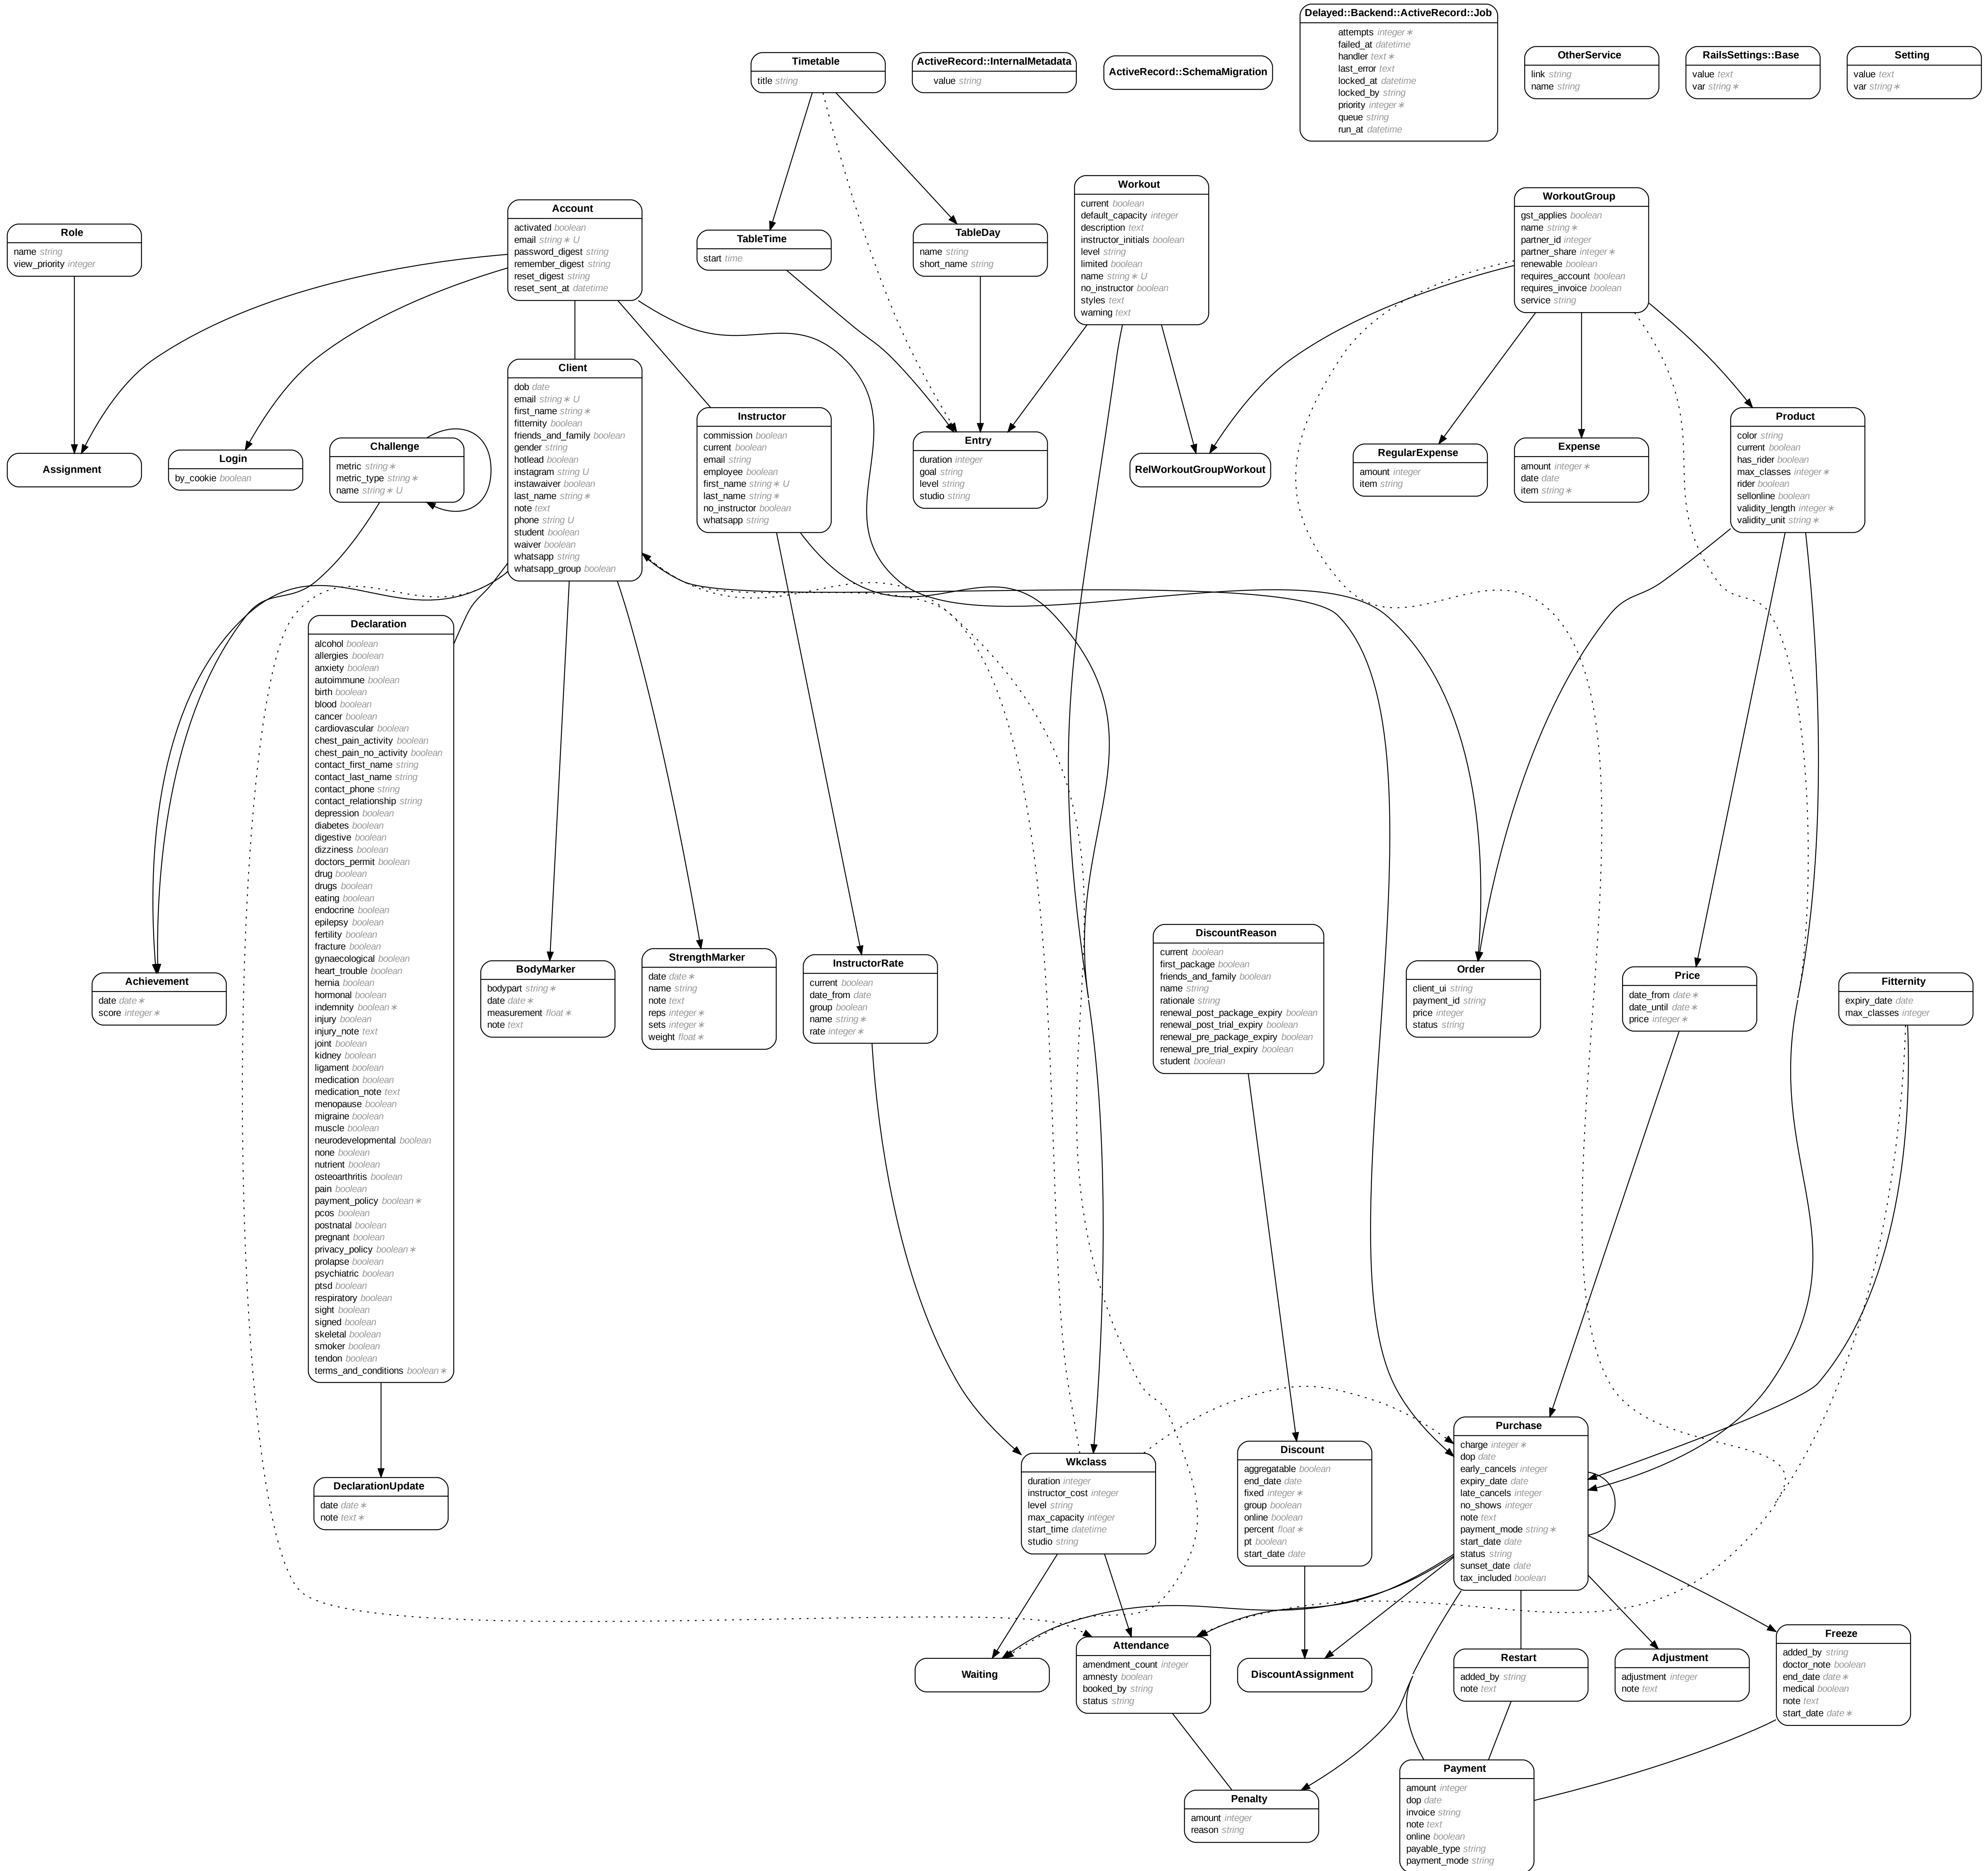 Delayed::Backend::ActiveRecord::Job
attempts integer ∗
failed_at datetime
handler text ∗
last_error text
locked_at datetime
locked_by string
priority integer ∗
queue string
run_at datetime
Timetable
title string
ActiveRecord::InternalMetadata
value string
ActiveRecord::SchemaMigration
OtherService
link string
name string
RailsSettings::Base
value text
var string ∗
Setting
value text
var string ∗
Role
name string
view_priority integer
Account
activated boolean
email string ∗ U
password_digest string
remember_digest string
reset_digest string
reset_sent_at datetime
TableTime
start time
TableDay
name string
short_name string
Workout
current boolean
default_capacity integer
description text
instructor_initials boolean
level string
limited boolean
name string ∗ U
no_instructor boolean
styles text
warning text
WorkoutGroup
gst_applies boolean
name string ∗
partner_id integer
partner_share integer ∗
renewable boolean
requires_account boolean
requires_invoice boolean
service string
Assignment
Login
by_cookie boolean
Challenge
metric string ∗
metric_type string ∗
name string ∗ U
Client
dob date
email string ∗ U
first_name string ∗
fitternity boolean
friends_and_family boolean
gender string
hotlead boolean
instagram string U
instawaiver boolean
last_name string ∗
note text
phone string U
student boolean
waiver boolean
whatsapp string
whatsapp_group boolean
Instructor
commission boolean
current boolean
email string
employee boolean
first_name string ∗ U
last_name string ∗
no_instructor boolean
whatsapp string
Entry
duration integer
goal string
level string
studio string
RelWorkoutGroupWorkout
RegularExpense
amount integer
item string
Expense
amount integer ∗
date date
item string ∗
Product
color string
current boolean
has_rider boolean
max_classes integer ∗
rider boolean
sellonline boolean
validity_length integer ∗
validity_unit string ∗
Declaration
alcohol boolean
allergies boolean
anxiety boolean
autoimmune boolean
birth boolean
blood boolean
cancer boolean
cardiovascular boolean
chest_pain_activity boolean
chest_pain_no_activity boolean
contact_first_name string
contact_last_name string
contact_phone string
contact_relationship string
depression boolean
diabetes boolean
digestive boolean
dizziness boolean
doctors_permit boolean
drug boolean
drugs boolean
eating boolean
endocrine boolean
epilepsy boolean
fertility boolean
fracture boolean
gynaecological boolean
heart_trouble boolean
hernia boolean
hormonal boolean
indemnity boolean ∗
injury boolean
injury_note text
joint boolean
kidney boolean
ligament boolean
medication boolean
medication_note text
menopause boolean
migraine boolean
muscle boolean
neurodevelopmental boolean
none boolean
nutrient boolean
osteoarthritis boolean
pain boolean
payment_policy boolean ∗
pcos boolean
postnatal boolean
pregnant boolean
privacy_policy boolean ∗
prolapse boolean
psychiatric boolean
ptsd boolean
respiratory boolean
sight boolean
signed boolean
skeletal boolean
smoker boolean
tendon boolean
terms_and_conditions boolean ∗
Achievement
date date ∗
score integer ∗
BodyMarker
bodypart string ∗
date date ∗
measurement float ∗
note text
StrengthMarker
date date ∗
name string
note text
reps integer ∗
sets integer ∗
weight float ∗
InstructorRate
current boolean
date_from date
group boolean
name string ∗
rate integer ∗
DiscountReason
current boolean
first_package boolean
friends_and_family boolean
name string
rationale string
renewal_post_package_expiry boolean
renewal_post_trial_expiry boolean
renewal_pre_package_expiry boolean
renewal_pre_trial_expiry boolean
student boolean
Order
client_ui string
payment_id string
price integer
status string
Price
date_from date ∗
date_until date ∗
price integer ∗
Fitternity
expiry_date date
max_classes integer
DeclarationUpdate
date date ∗
note text ∗
Wkclass
duration integer
instructor_cost integer
level string
max_capacity integer
start_time datetime
studio string
Discount
aggregatable boolean
end_date date
fixed integer ∗
group boolean
online boolean
percent float ∗
pt boolean
start_date date
Purchase
charge integer ∗
dop date
early_cancels integer
expiry_date date
late_cancels integer
no_shows integer
note text
payment_mode string ∗
start_date date
status string
sunset_date date
tax_included boolean
Waiting
Attendance
amendment_count integer
amnesty boolean
booked_by string
status string
DiscountAssignment
Restart
added_by string
note text
Adjustment
adjustment integer
note text
Freeze
added_by string
doctor_note boolean
end_date date ∗
medical boolean
note text
start_date date ∗
Penalty
amount integer
reason string
Payment
amount integer
dop date
invoice string
note text
online boolean
payable_type string
payment_mode string